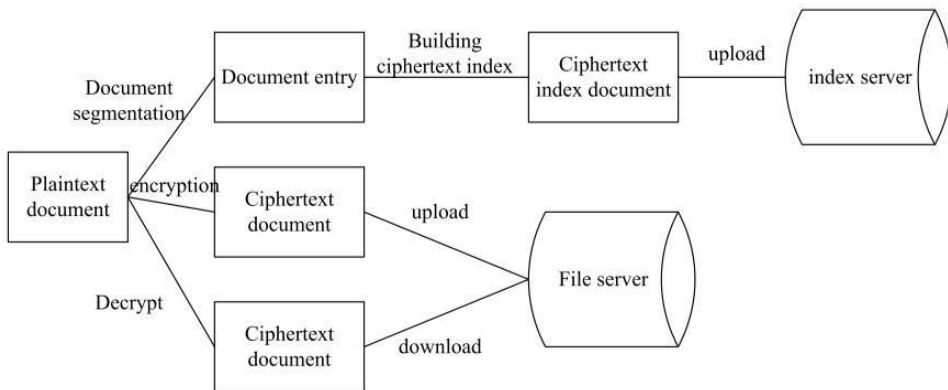 Building
ciphertext index
upload
Document entry
Ciphertext
index document
index server
Document
segmentation
Plaintext
document
encryption
Ciphertext
document
upload
File server
Decrypt
Ciphertext
document
download